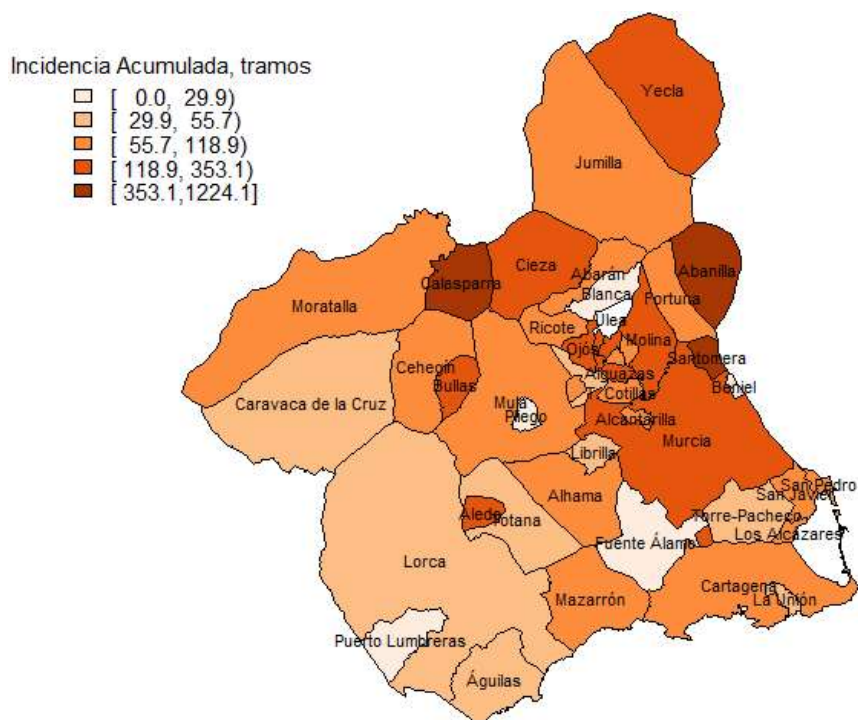 Incidencia Acumulada, tramos
[ 0.0, 29.9)
[ 29.9, 55.7)
[ 55.7, 118.9)
[ 118.9, 353.1)
[ 353.1,1224.1]
Yecla
Jumilla
Cieza
Abarán
Abanilla
Calasparra
Blanca
Fortuna
Moratalla
Ulea
Ricote
Molina
Ojós
Santomera
Cehegín
Alguazas
Bullas
Beniel
T. Cotillas
Caravaca de la Cruz
Mula
Pliego
Alcantarilla
Murcia
Librilla
San Pedro
Alhama
San Javier
Aledo
Totana
Torre-Pacheco
Los Alcázares
Fuente Álamo
Lorca
Cartagena
Mazarrón
La Unión
Puerto Lumbreras
Águilas